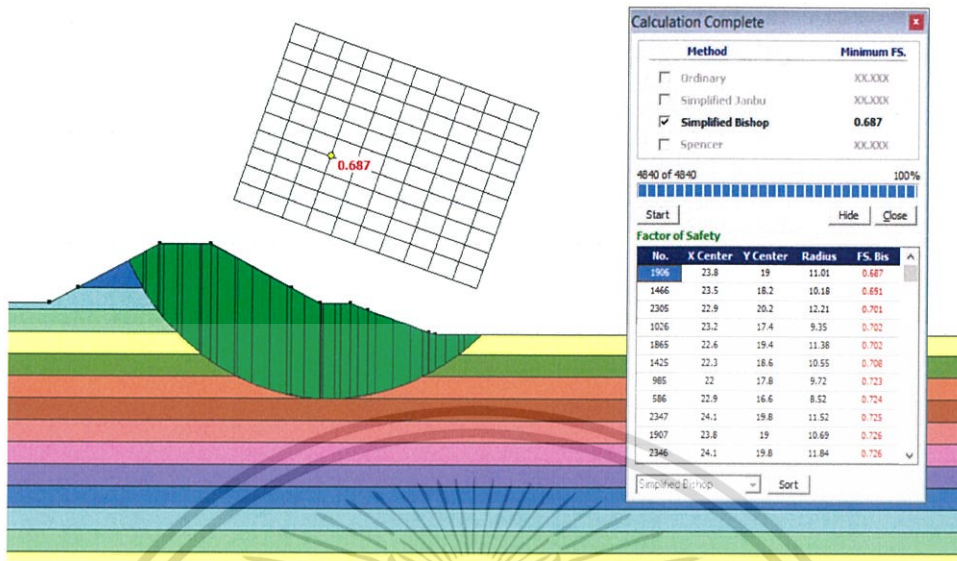 0.687
Calculation Complete
Method Minimum FS.
Ordinary XX.XXX
Simplified Janbu XX.XXX
Simplified Bishop 0.687
Spencer XX.XXX
4840 of 4840 100%
Start Hide Close
Factor of Safety
No. X Center Y Center Radius FS. Bis
1906 23.8 19 11.01 0.687
1466 23.5 18.2 10.18 0.691
2305 22.9 20.2 12.21 0.701
1026 23.2 17.4 9.35 0.702
1865 22.6 19.4 11.38 0.702
1425 22.3 18.6 10.55 0.708
985 22 17.8 9.72 0.723
586 22.9 16.6 8.52 0.724
2347 24.1 19.8 11.52 0.725
1907 23.8 19 10.69 0.726
2346 24.1 19.8 11.84 0.726
Simplified Bishop Sort